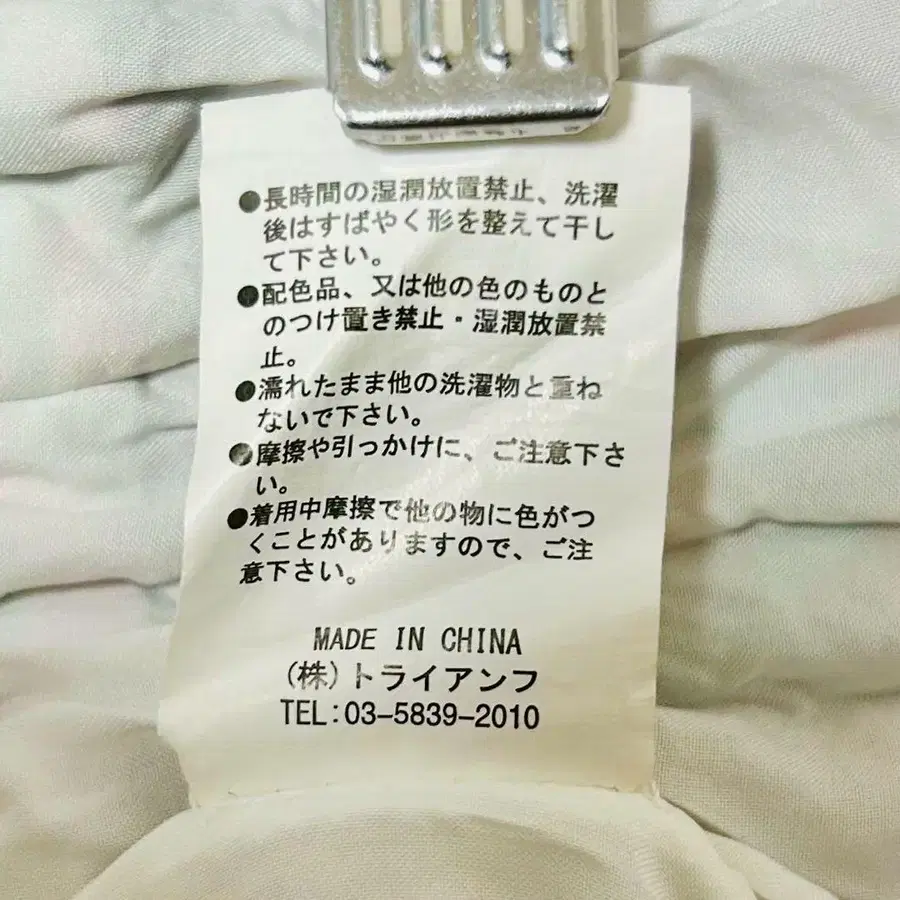 ●長時間の湿潤放置禁止、洗濯
後はすばやく形を整えて干し
て下さい。
●配色品、又は他の色のものと
のつけ置き禁止・湿潤放置禁
止。
●濡れたまま他の洗濯物と重ね
ないで下さい。
●摩擦や引っかけに、ご注意下さ
い。
●着用中摩擦で他の物に色がつ
くことがありますので、ご注
意下さい。
MADE IN CHINA
(株)トライアンフ
TEL:03-5839-2010